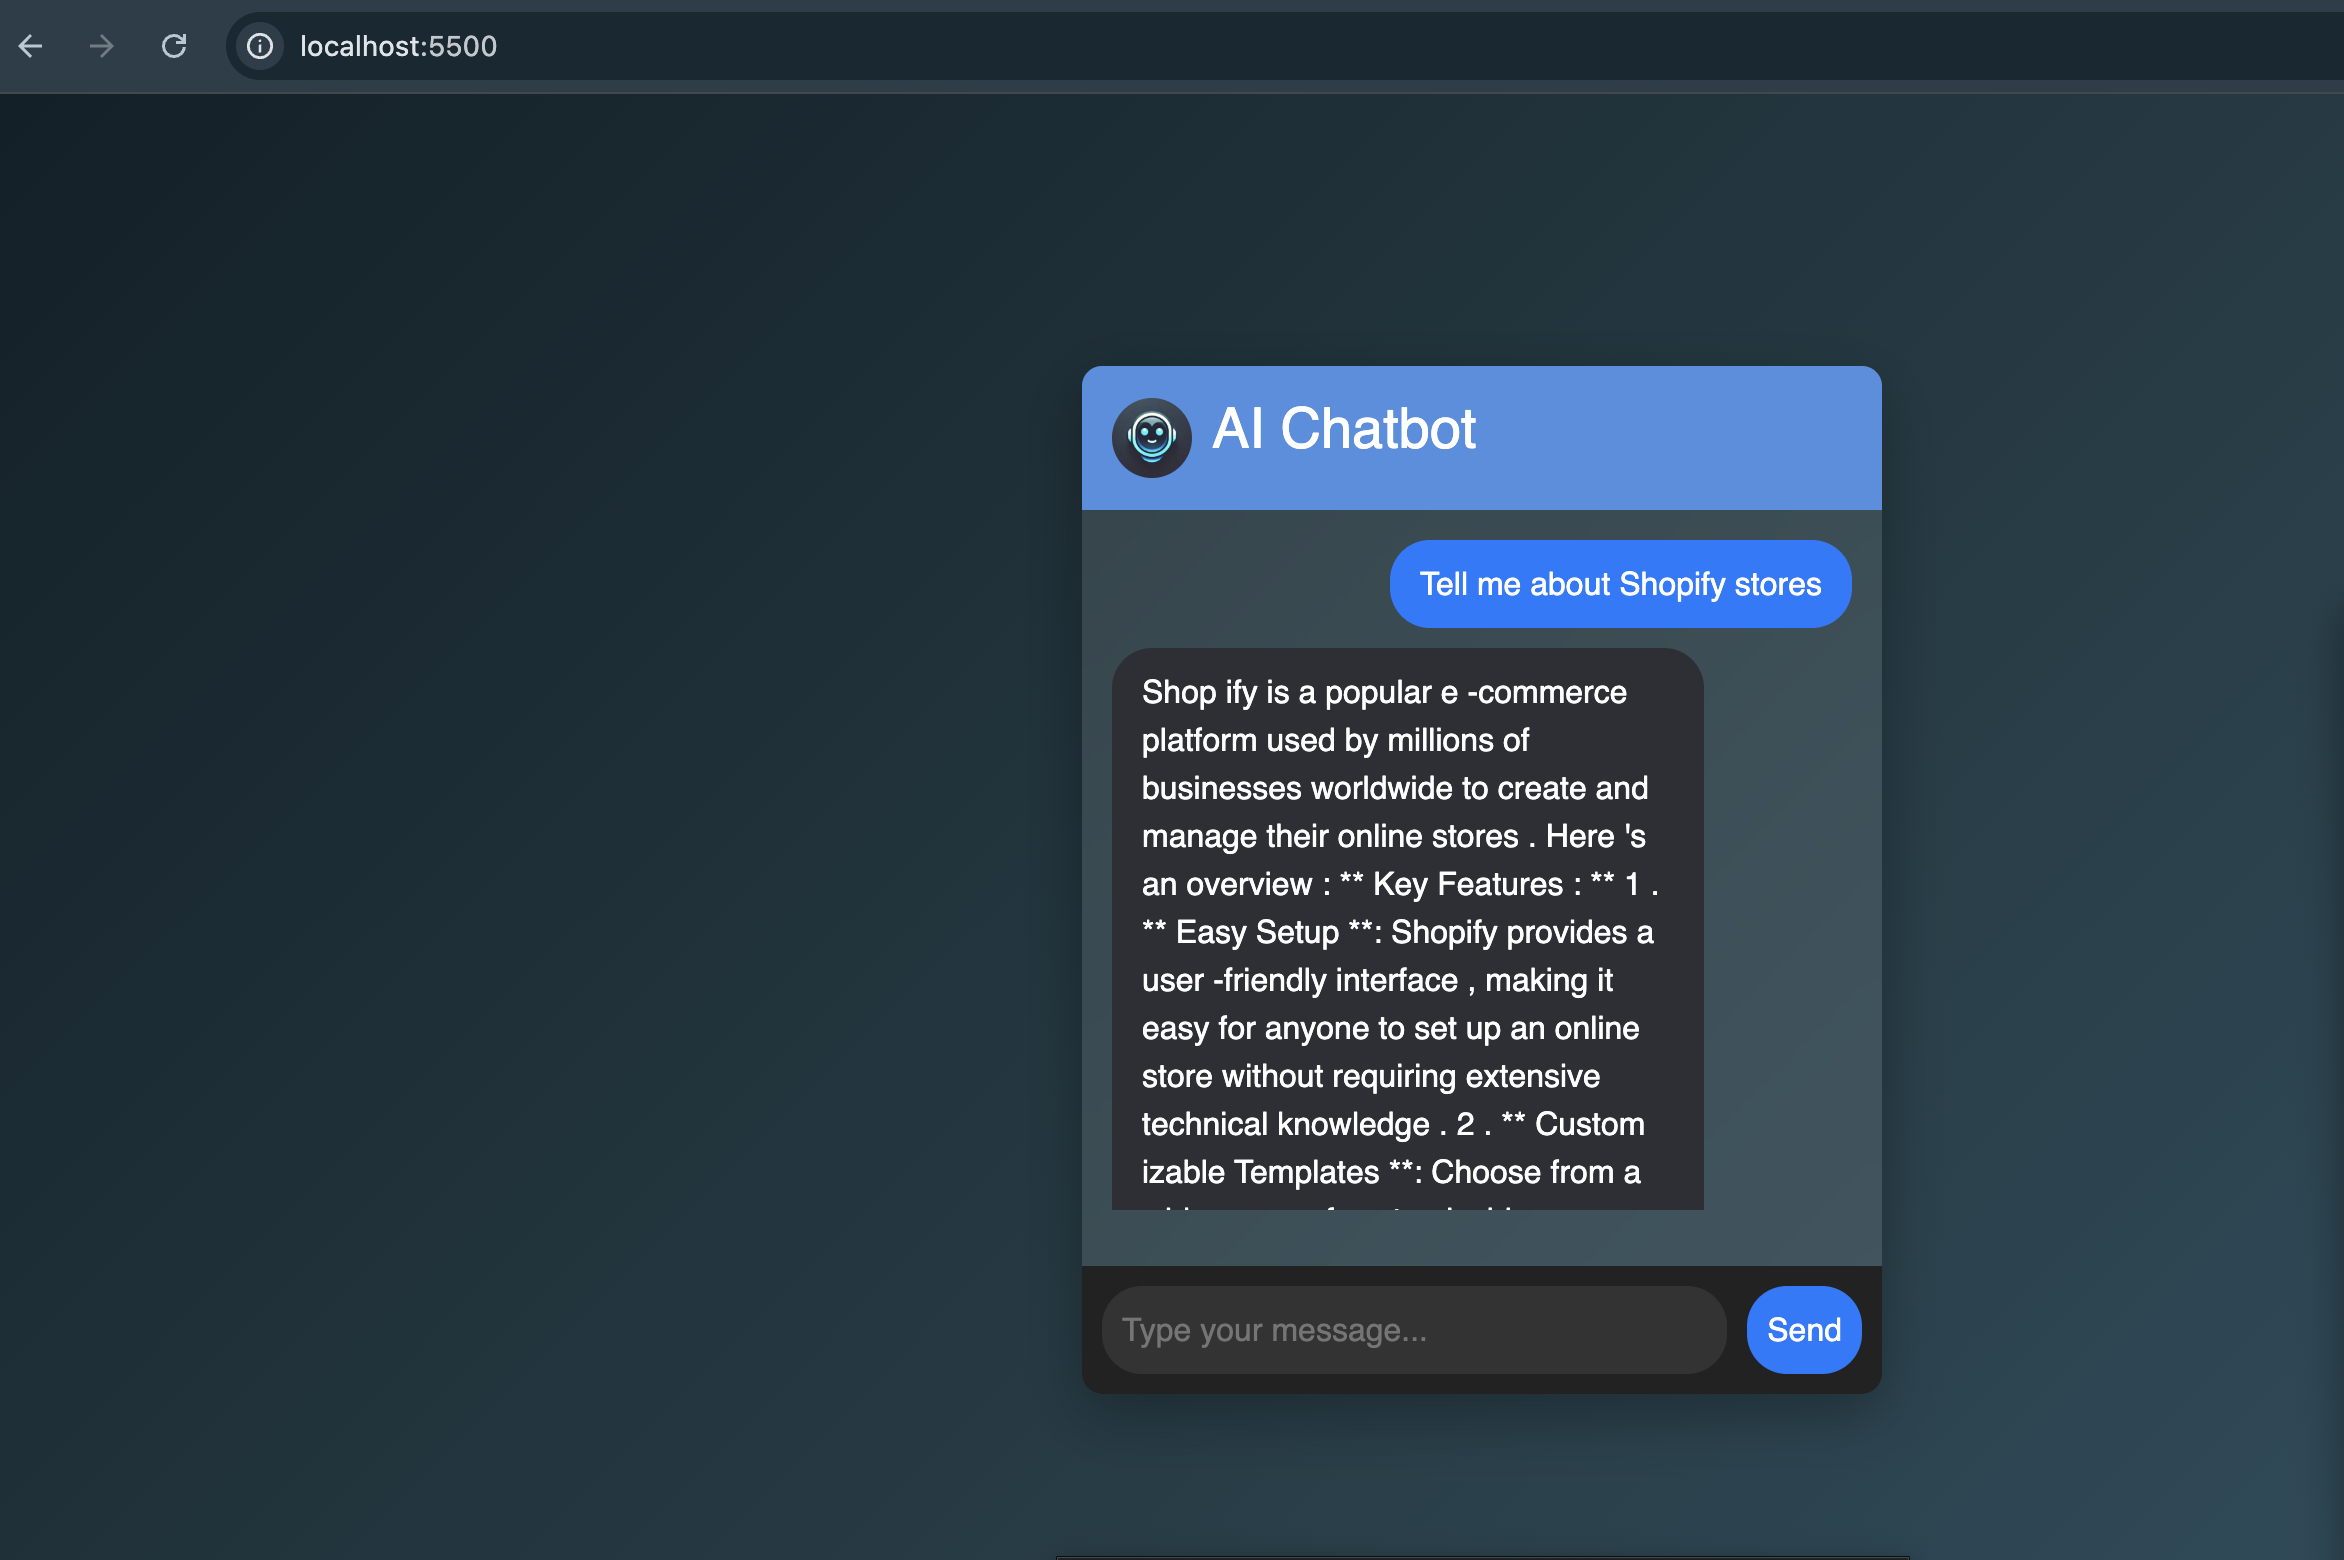 localhost:5500
AI Chatbot
Tell me about Shopify stores
Shop ify is a popular e -commerce
platform used by millions of
businesses worldwide to create and
manage their online stores . Here 's
an overview : ** Key Features : ** 1 .
** Easy Setup **: Shopify provides a
user -friendly interface , making it
easy for anyone to set up an online
store without requiring extensive
technical knowledge . 2 . ** Custom
izable Templates **: Choose from a
Type your message...
Send